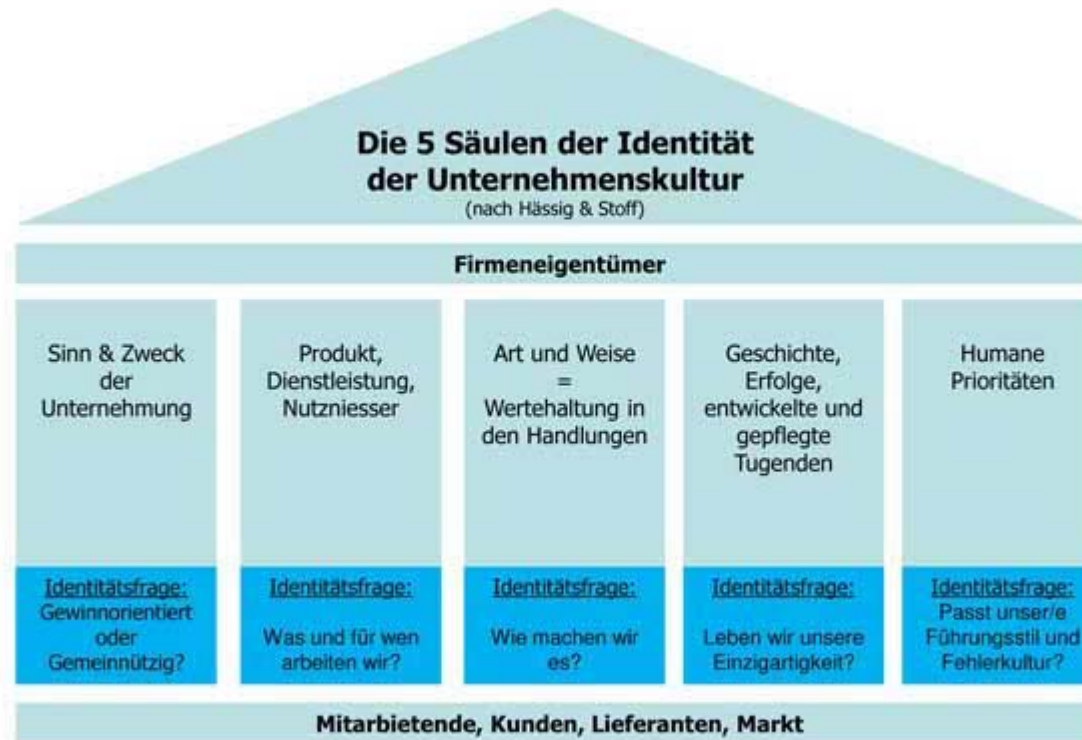 Die 5 Säulen der Identität
der Unternehmenskultur
(nach Hässig & Stoff)
Firmeneigentümer
Sinn & Zweck
der
Unternehmung
Identitätsfrage:
Gewinnorientiert
oder
Gemeinnützig?
Produkt,
Dienstleistung,
Nutzniesser
Identitätsfrage:
Was und für wen
arbeiten wir?
Art und Weise
=
Wertehaltung in
den Handlungen
Identitätsfrage:
Wie machen wir
es?
Geschichte,
Erfolge,
entwickelte und
gepflegte
Tugenden
Identitätsfrage:
Leben wir unsere
Einzigartigkeit?
Humane
Prioritäten
Identitätsfrage:
Passt unser/e
Führungsstil und
Fehlerkultur?
Mitarbietende, Kunden, Lieferanten, Markt